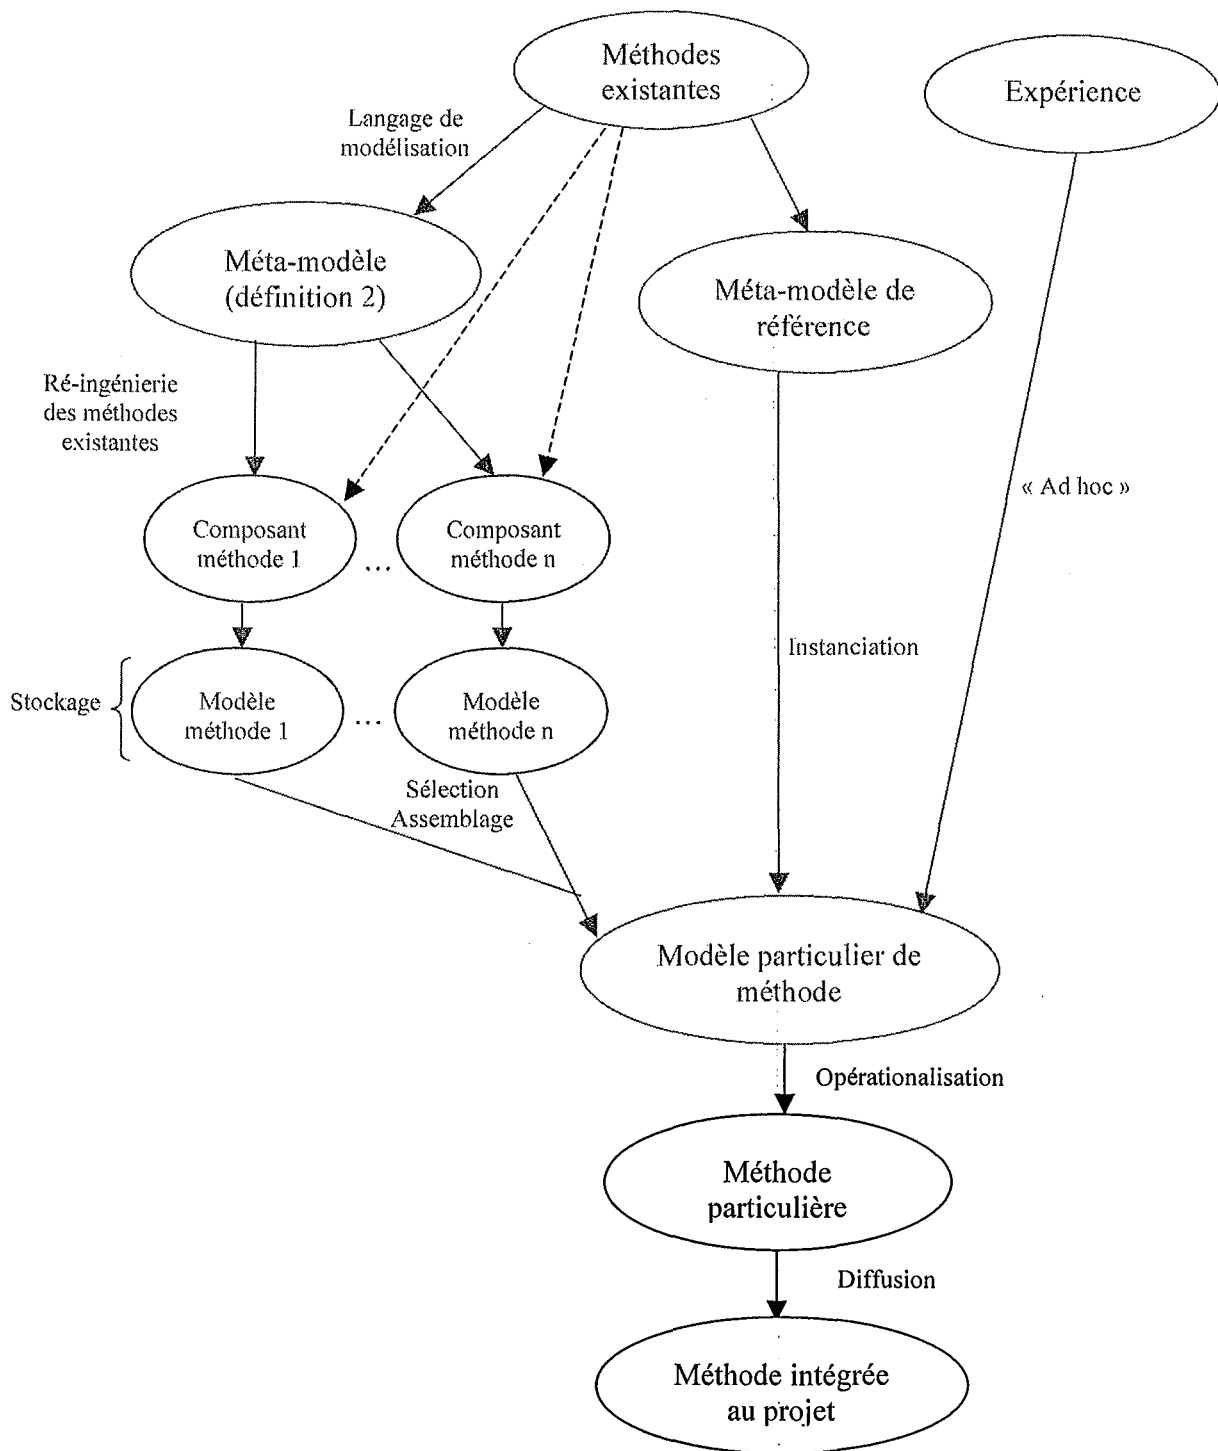 Méthodes
existantes
Expérience
Langage de
modélisation
Méta-modèle
(définition 2)
Méta-modèle de
référence
Ré-ingénierie
des méthodes
existantes
« Ad hoc »
Composant
méthode 1
...
Composant
méthode n
Instanciation
Stockage
Modèle
méthode 1
...
Modèle
méthode n
Sélection
Assemblage
Modèle particulier de
méthode
Opérationalisation
Méthode
particulière
Diffusion
Méthode intégrée
au projet